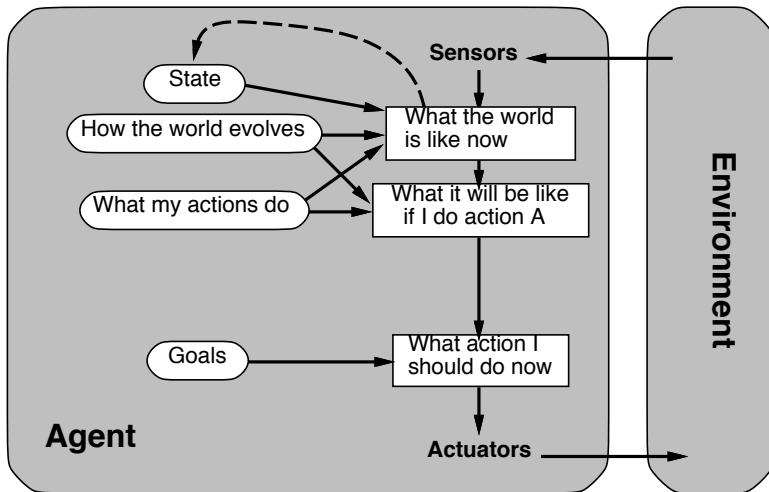 Sensors
State
What the world
is like now
How the world evolves
What it will be like
if I do action A
What my actions do
Environment
What action I
should do now
Goals
Agent
Actuators